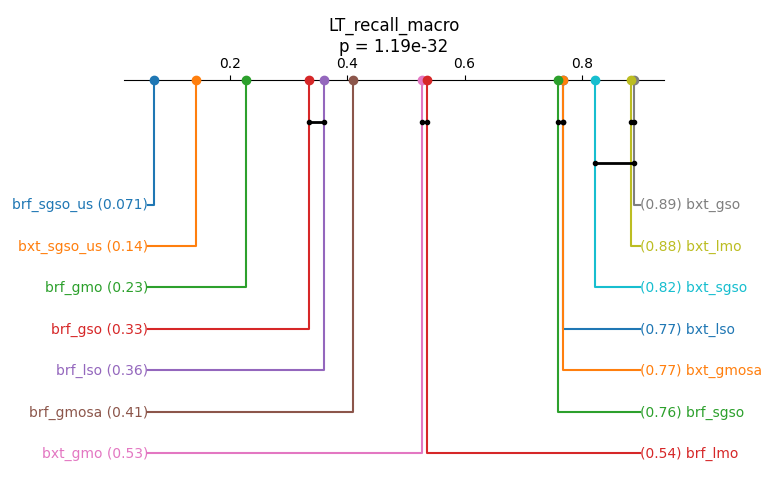 LT_recall_macro
p = 1.19e-32
0.2 0.4 0.6 0.8
brf_sgso_us (0.071) (0.89) bxt_gso
bxt_sgso_us (0.14) (0.88) bxt_lmo
brf_gmo (0.23) (0.82) bxt_sgso
brf_gso (0.33) (0.77) bxt_lso
brf_lso (0.36) (0.77) bxt_gmosa
brf_gmosa (0.41) (0.76) brf_sgso
bxt_gmo (0.53) (0.54) brf_lmo